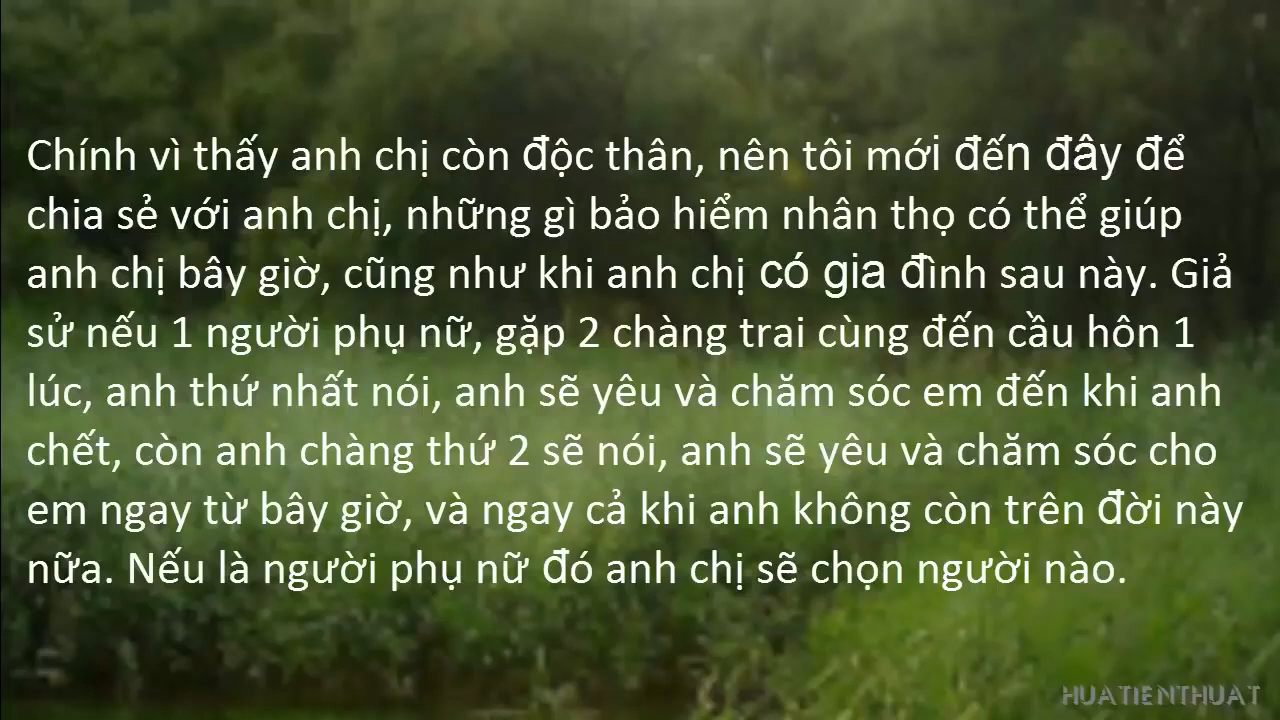 Chính vì thấy anh chị còn độc thân, nên tôi mới đến đây để
chia sẻ với anh chị, những gì bảo hiểm nhân thọ có thể giúp
anh chị bây giờ, cũng như khi anh chị có gia đình sau này. Giả
sử nếu 1 người phụ nữ, gặp 2 chàng trai cùng đến cầu hôn 1
lúc, anh thứ nhất nói, anh sẽ yêu và chăm sóc em đến khi anh
chết, còn anh chàng thứ 2 sẽ nói, anh sẽ yêu và chăm sóc cho
em ngay từ bây giờ, và ngay cả khi anh không còn trên đời này
nữa. Nếu là người phụ nữ đó anh chị sẽ chọn người nào.
HUATIENTHUAT